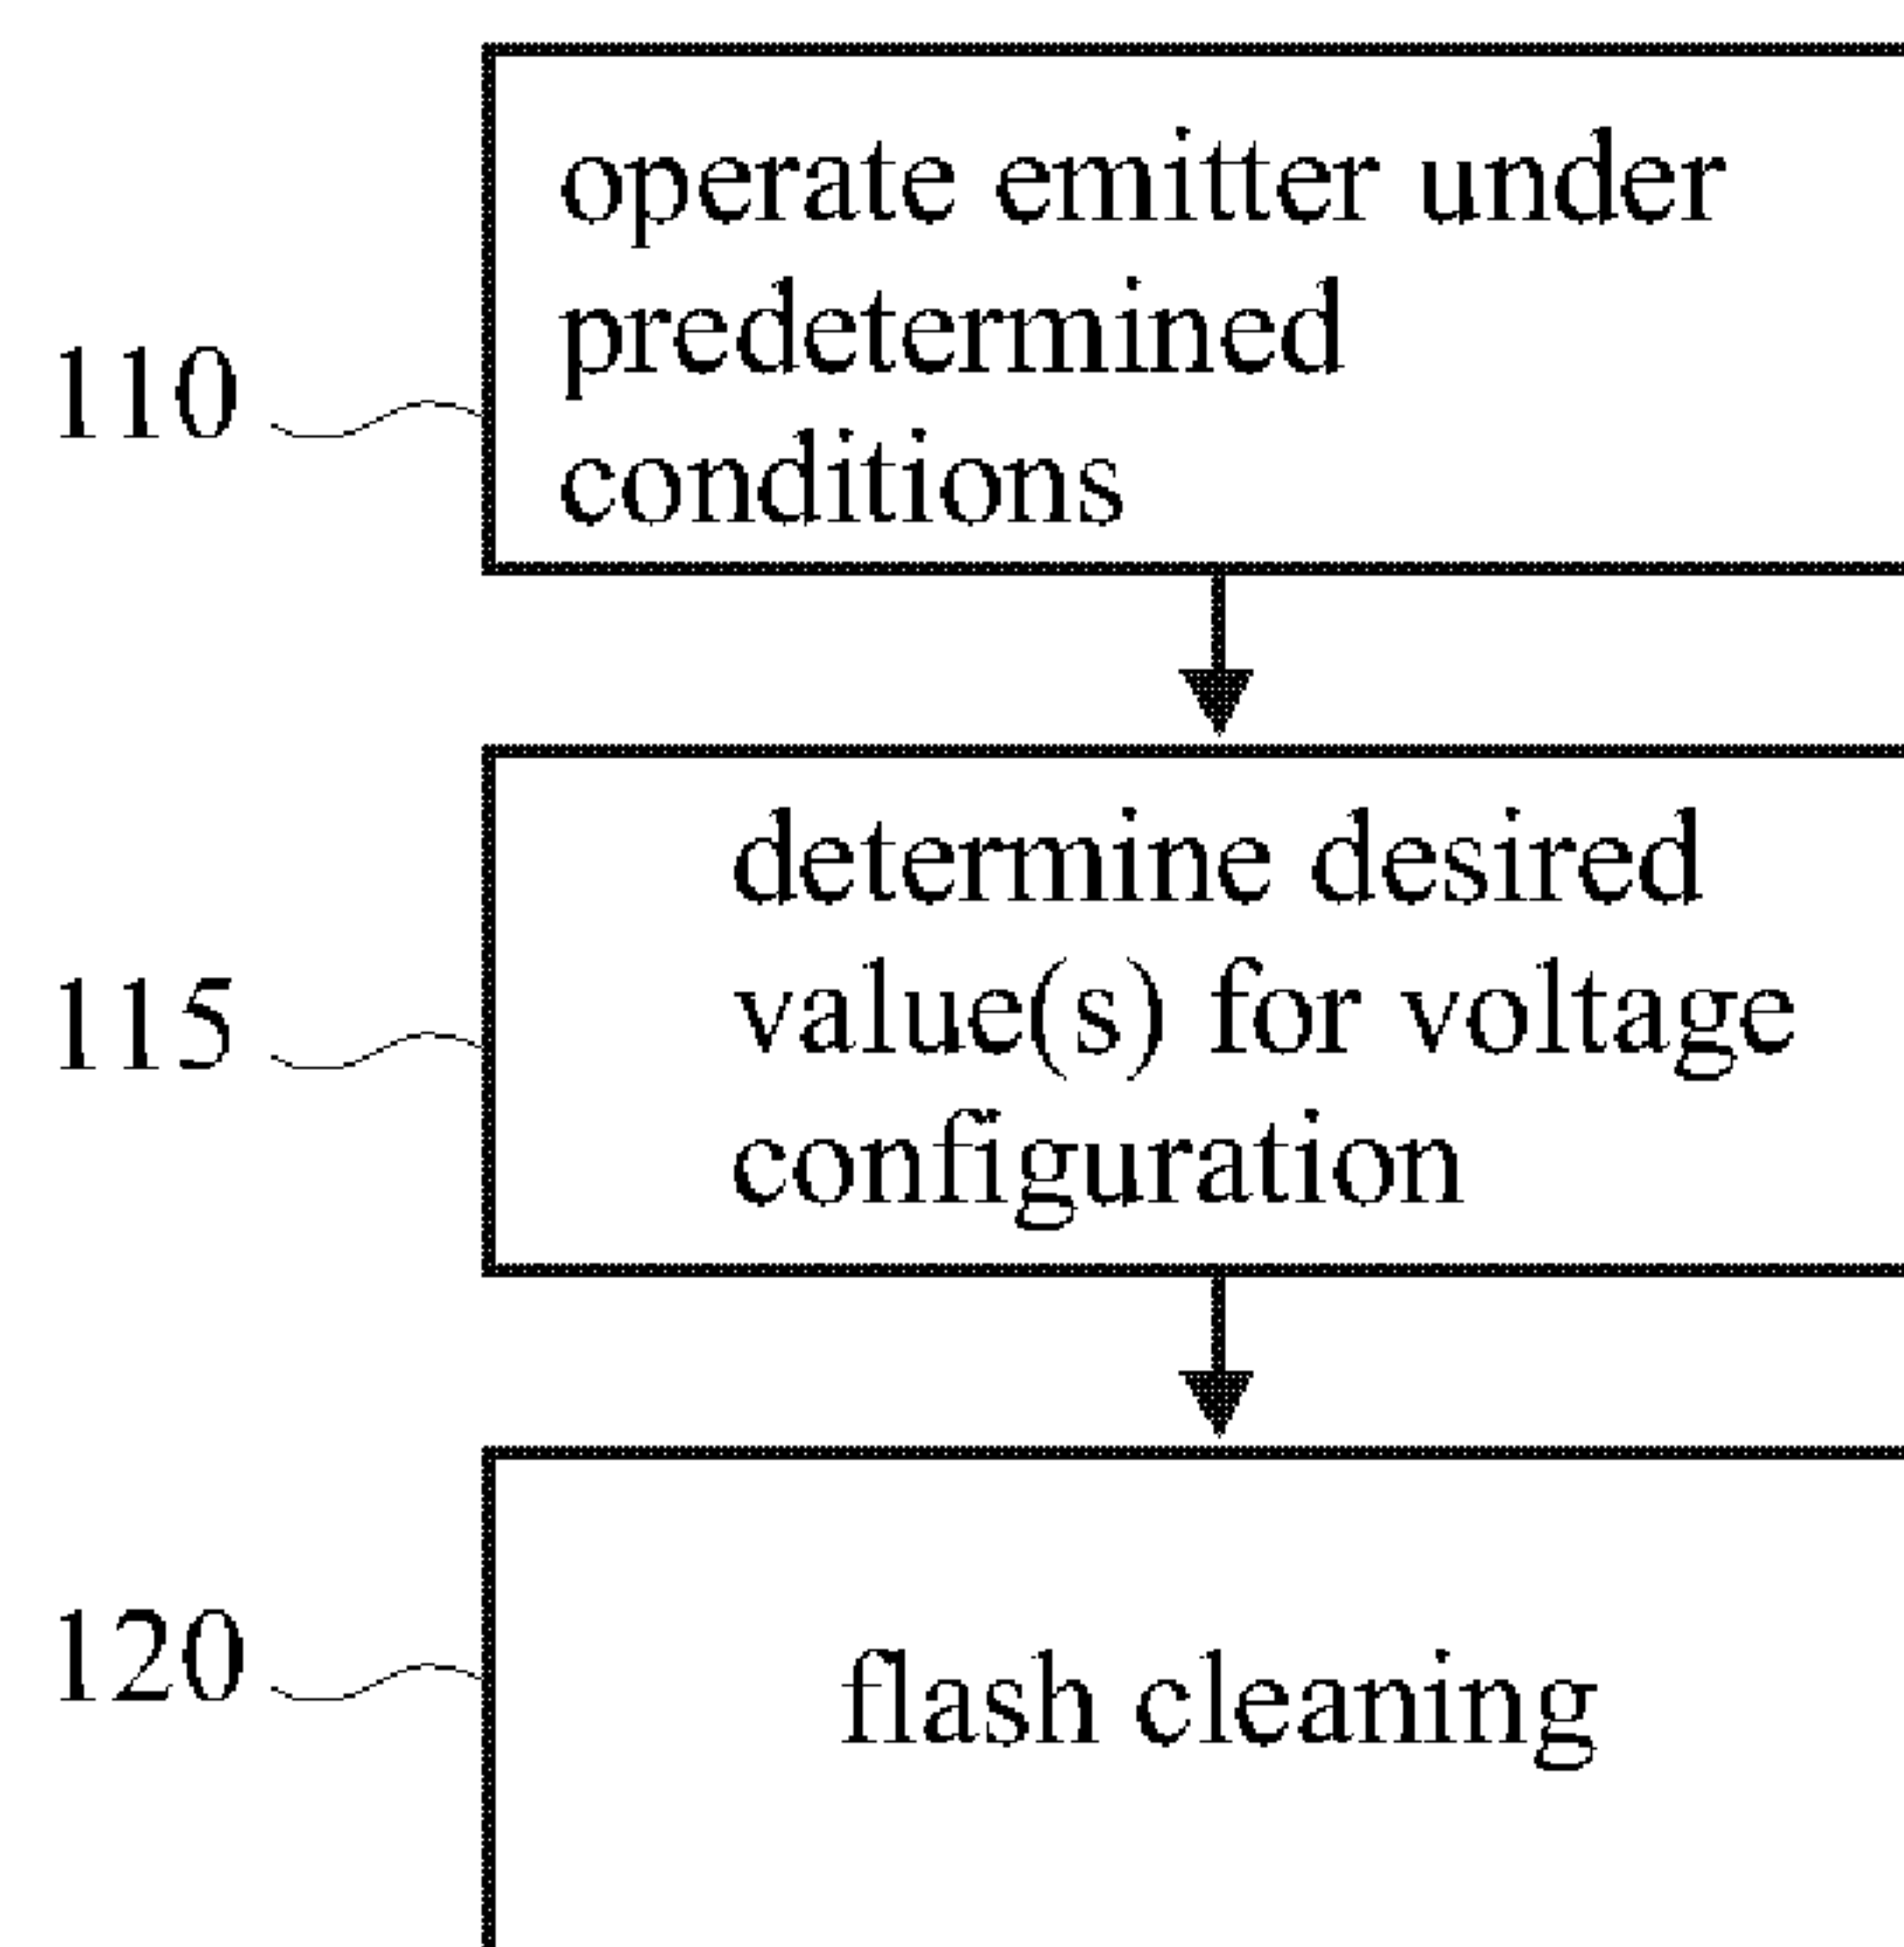 operate emitter under
predetermined
110
conditions
determine desired
value(s) for voltage
115
configuration
120
flash cleaning